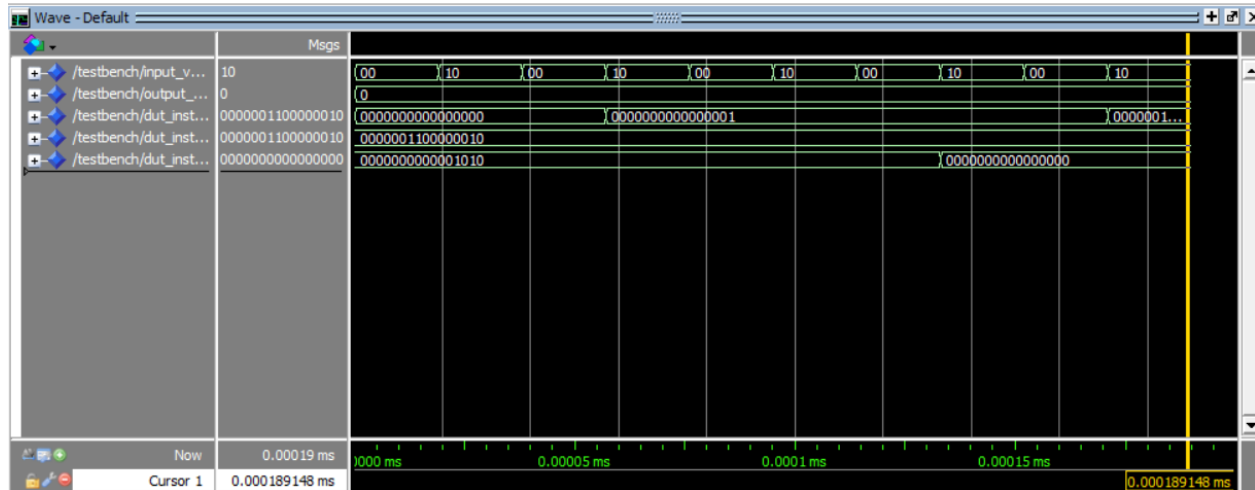 Wave - Default
Msgs
/testbench/input_v... 10 00 10 00 10 00 10 00 10 00 10
/testbench/output_... 0 0
/testbench/dut_inst... 0000001100000010 0000000000000000 0000000000000001 0000001...
/testbench/dut_inst... 0000001100000010 0000001100000010
/testbench/dut_inst... 0000000000000000 0000000000001010 0000000000000000
Now 0.00019 ms 0000 ms 0.00005 ms 0.0001 ms 0.00015 ms
Cursor 1 0.000189148 ms 0.000189148 ms